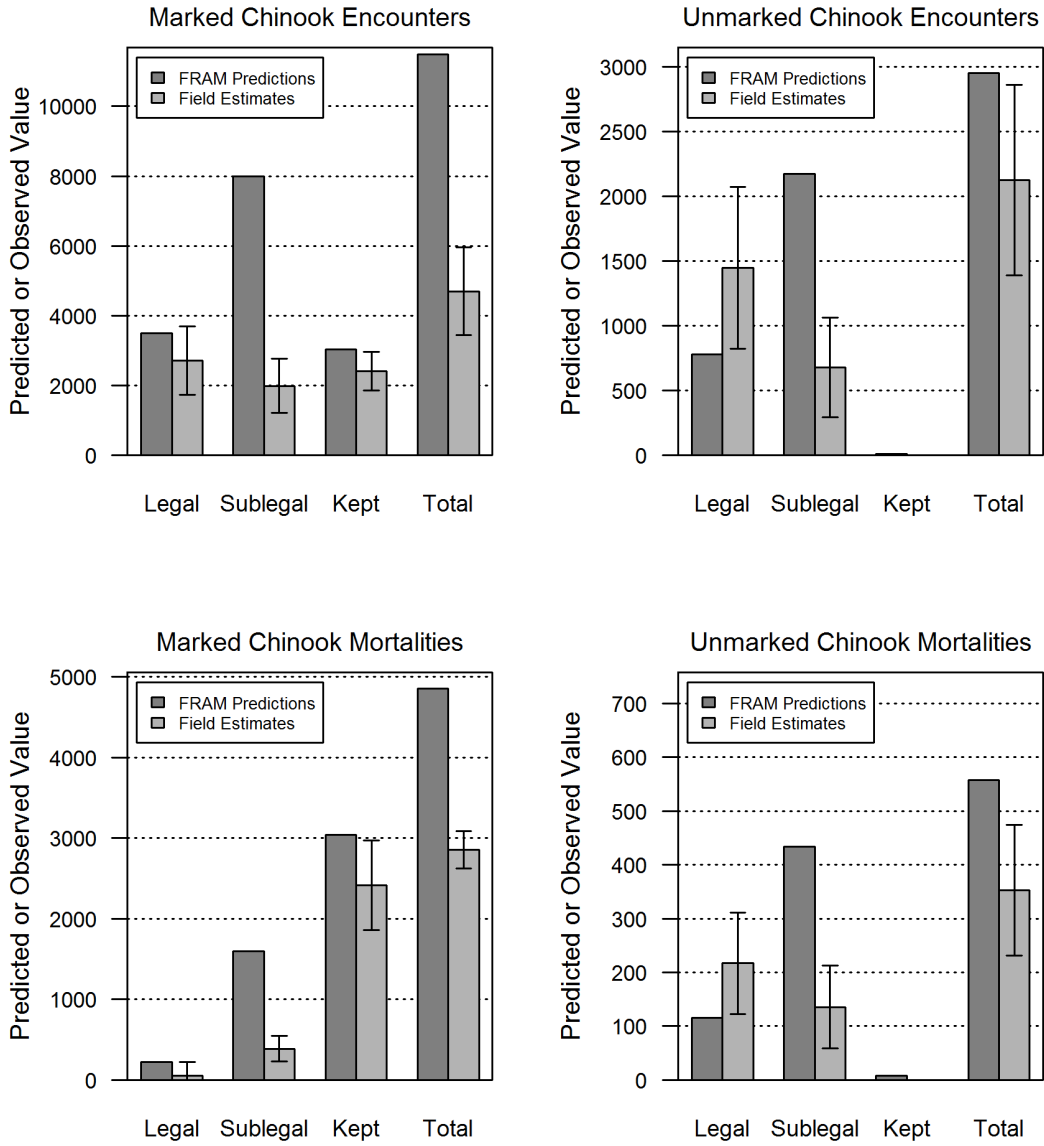 Marked Chinook Encounters
Predicted or Observed Value
FRAM Predictions
Field Estimates
10000
8000
6000
4000
2000
0
Legal Sublegal Kept Total
Unmarked Chinook Encounters
Predicted or Observed Value
FRAM Predictions
Field Estimates
3000
2500
2000
1500
1000
500
0
Legal Sublegal Kept Total
Marked Chinook Mortalities
Predicted or Observed Value
FRAM Predictions
Field Estimates
5000
4000
3000
2000
1000
0
Legal Sublegal Kept Total
Unmarked Chinook Mortalities
Predicted or Observed Value
FRAM Predictions
Field Estimates
700
600
500
400
300
200
100
0
Legal Sublegal Kept Total